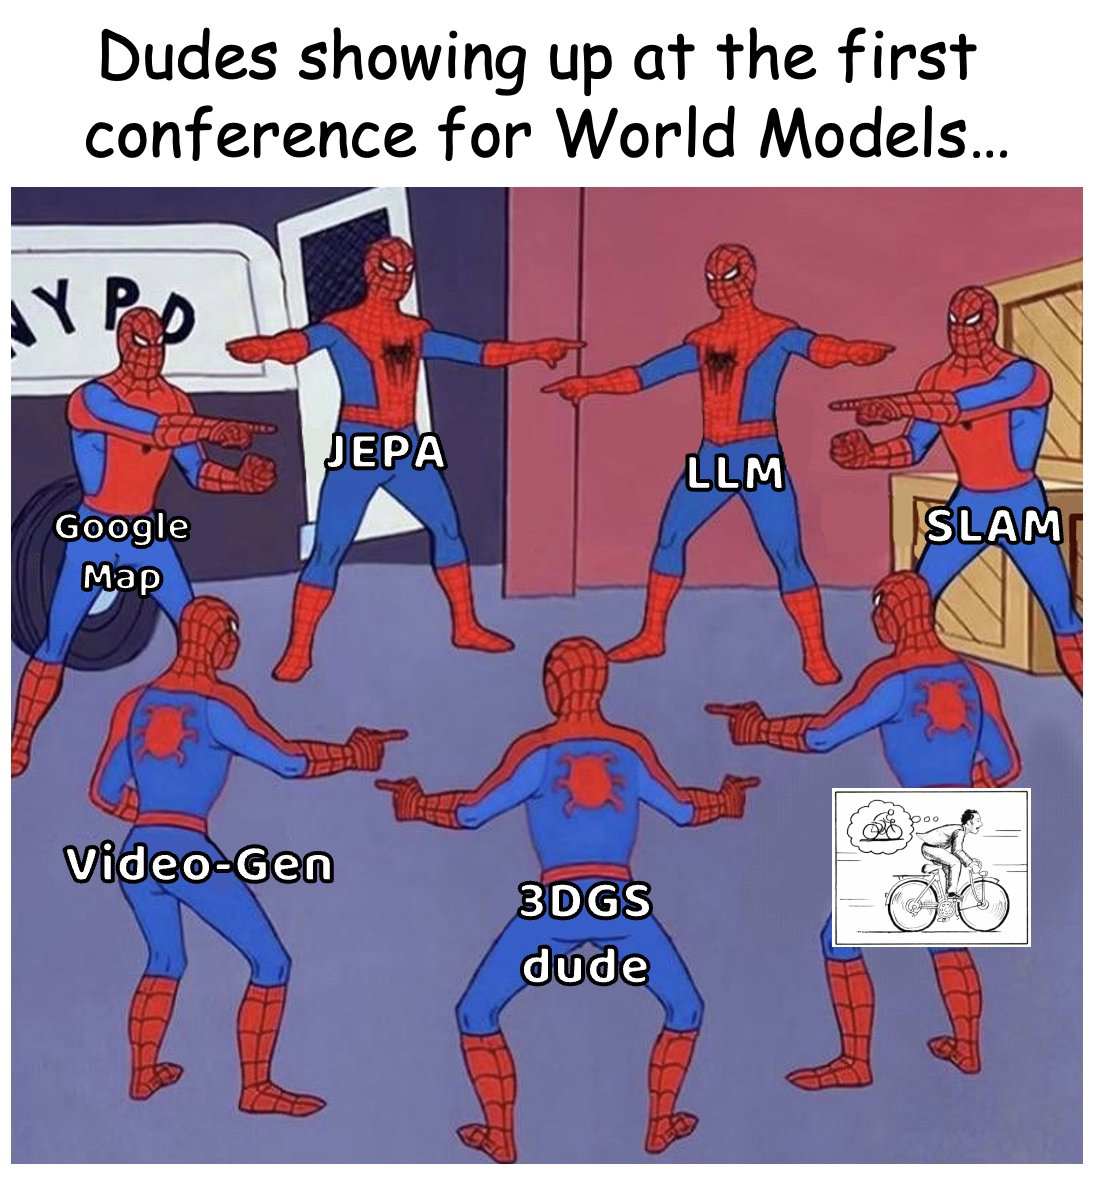 Dudes showing up at the first
conference for World Models...
NYPD
JEPA
LLM
Google
Map
SLAM
Video-Gen
3DGS
dude